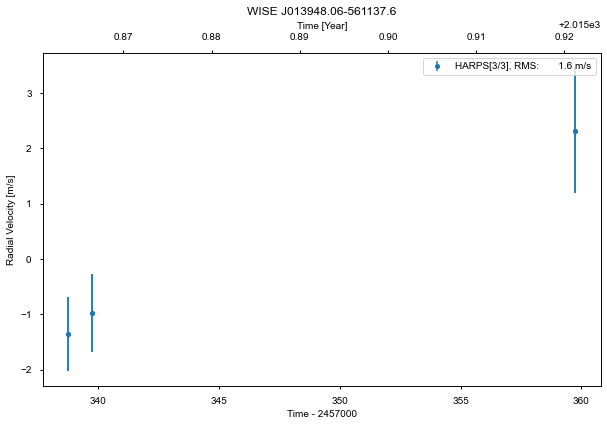 WISE J013948.06-561137.6
Time [Year]
+2.015e3
0.87 0.88 0.89 0.90 0.91 0.92
HARPS[3/3], RMS: 1.6 m/s
Radial Velocity [m/s]
3
2
1
0
−1
−2
340 345 350 355 360
Time - 2457000